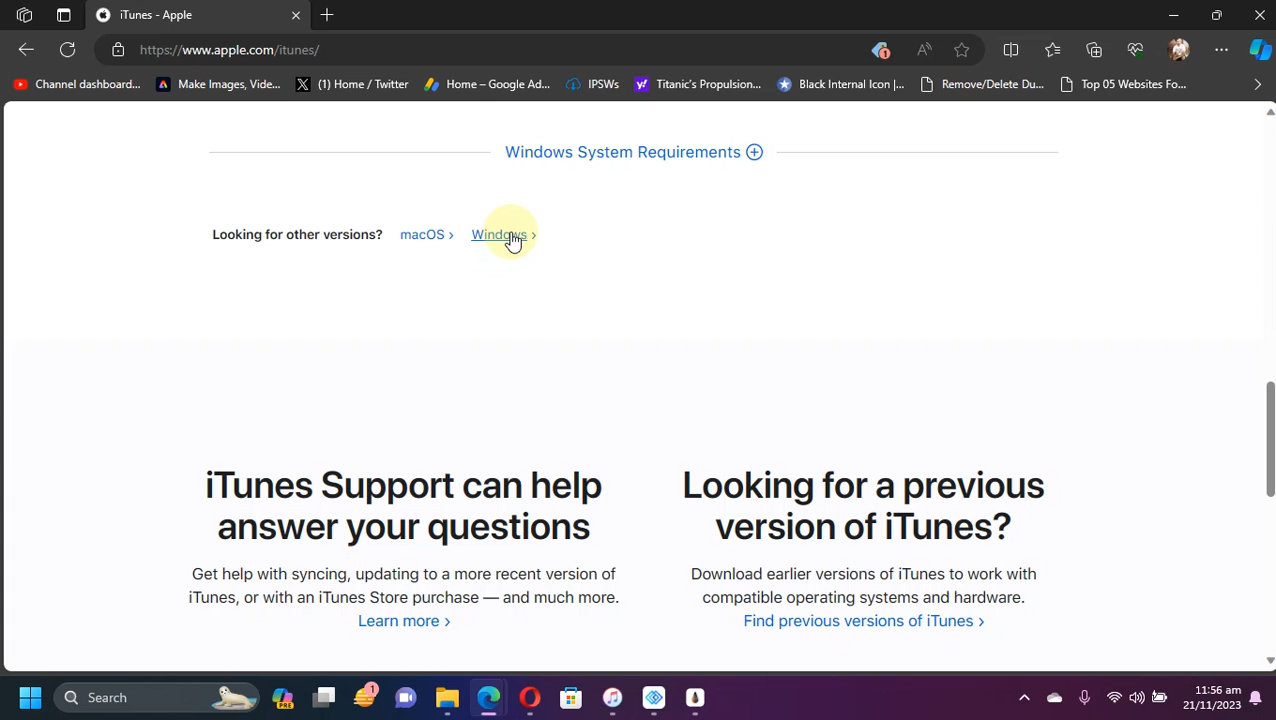 iTunes - Apple
https://www.apple.com/itunes/
1
Channel dashboard...
Make Images, Vide...
(1) Home / Twitter
Home – Google Ad...
IPSWs
Titanic's Propulsion...
Black Internal Icon |...
Remove/Delete Du...
Top 05 Websites Fo...
Windows System Requirements
Looking for other versions? macOS › Windows ›
iTunes Support can help
answer your questions
Get help with syncing, updating to a more recent version of
iTunes, or with an iTunes Store purchase — and much more.
Learn more ›
Looking for a previous
version of iTunes?
Download earlier versions of iTunes to work with
compatible operating systems and hardware.
Find previous versions of iTunes ›
Search
PRE
1
11:56 am
21/11/2023